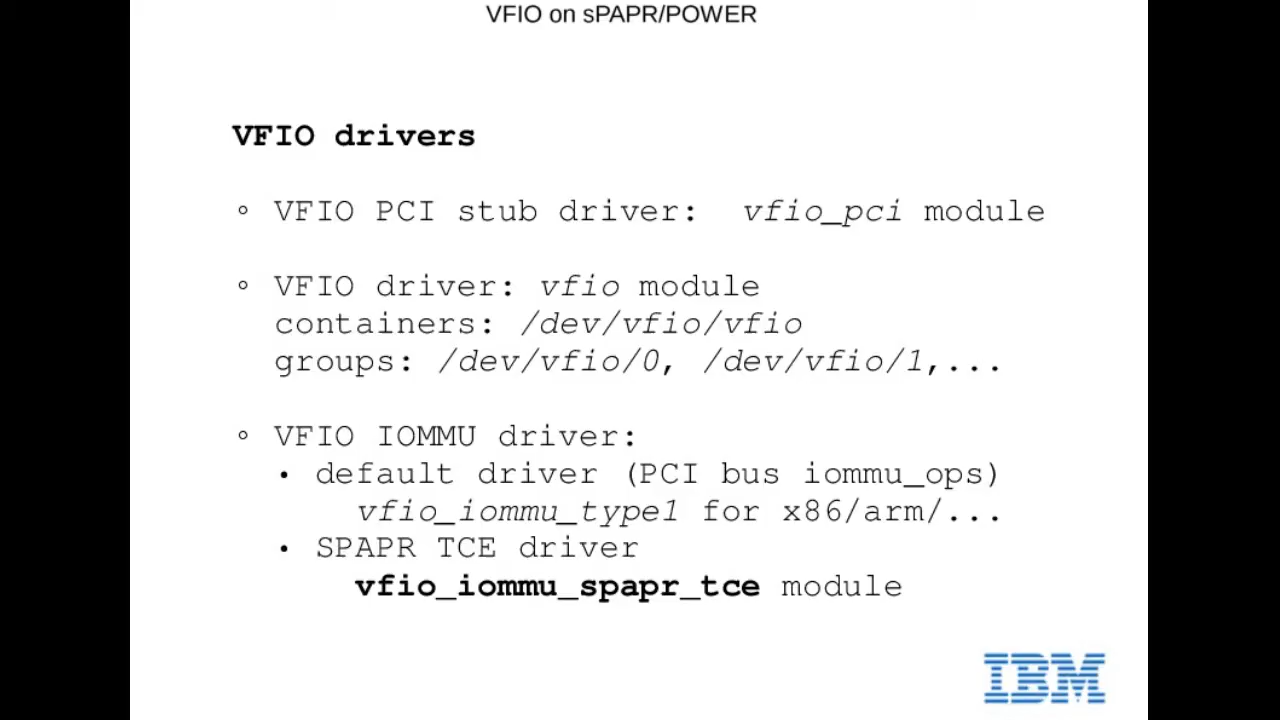 VFIO on sPAPR/POWER
VFIO drivers
◦ VFIO PCI stub driver: vfio_pci module
◦ VFIO driver: vfio module
containers: /dev/vfio/vfio
groups: /dev/vfio/0, /dev/vfio/1,...
◦ VFIO IOMMU driver:
• default driver (PCI bus iommu_ops)
vfio_iommu_type1 for x86/arm/...
• SPAPR TCE driver
vfio_iommu_spapr_tce module
IBM